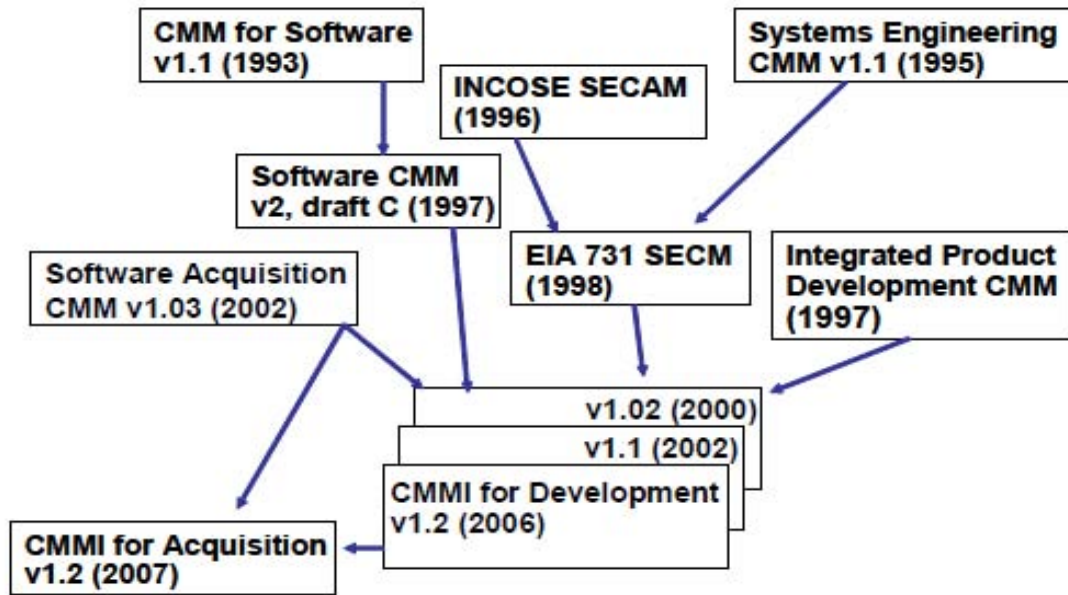 CMM for Software
v1.1 (1993)
Systems Engineering
CMM v1.1 (1995)
INCOSE SECAM
(1996)
Software CMM
v2, draft C (1997)
EIA 731 SECM
(1998)
Integrated Product
Development CMM
(1997)
Software Acquisition
CMM v1.03 (2002)
v1.02 (2000)
v1.1 (2002)
CMMI for Development
v1.2 (2006)
CMMI for Acquisition
v1.2 (2007)